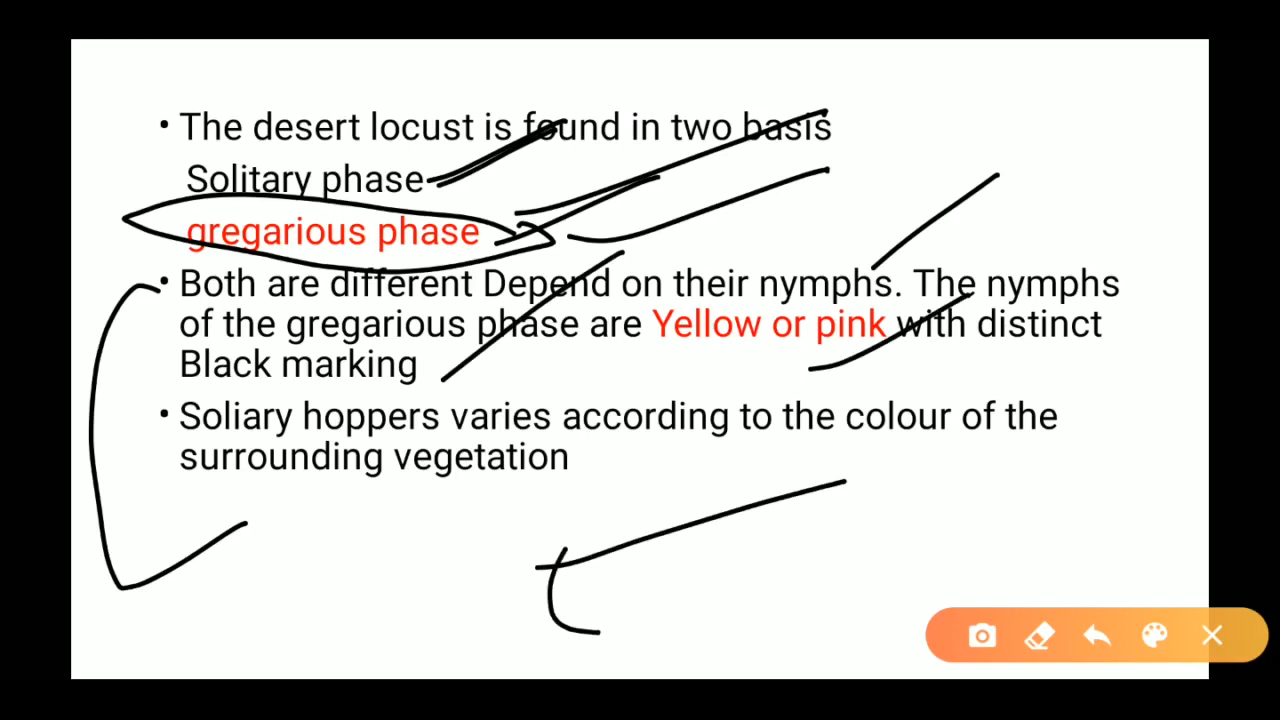 • The desert locust is found in two basis
Solitary phase
gregarious phase
• Both are different Depend on their nymphs. The nymphs
of the gregarious phase are Yellow or pink with distinct
Black marking
• Soliary hoppers varies according to the colour of the
surrounding vegetation